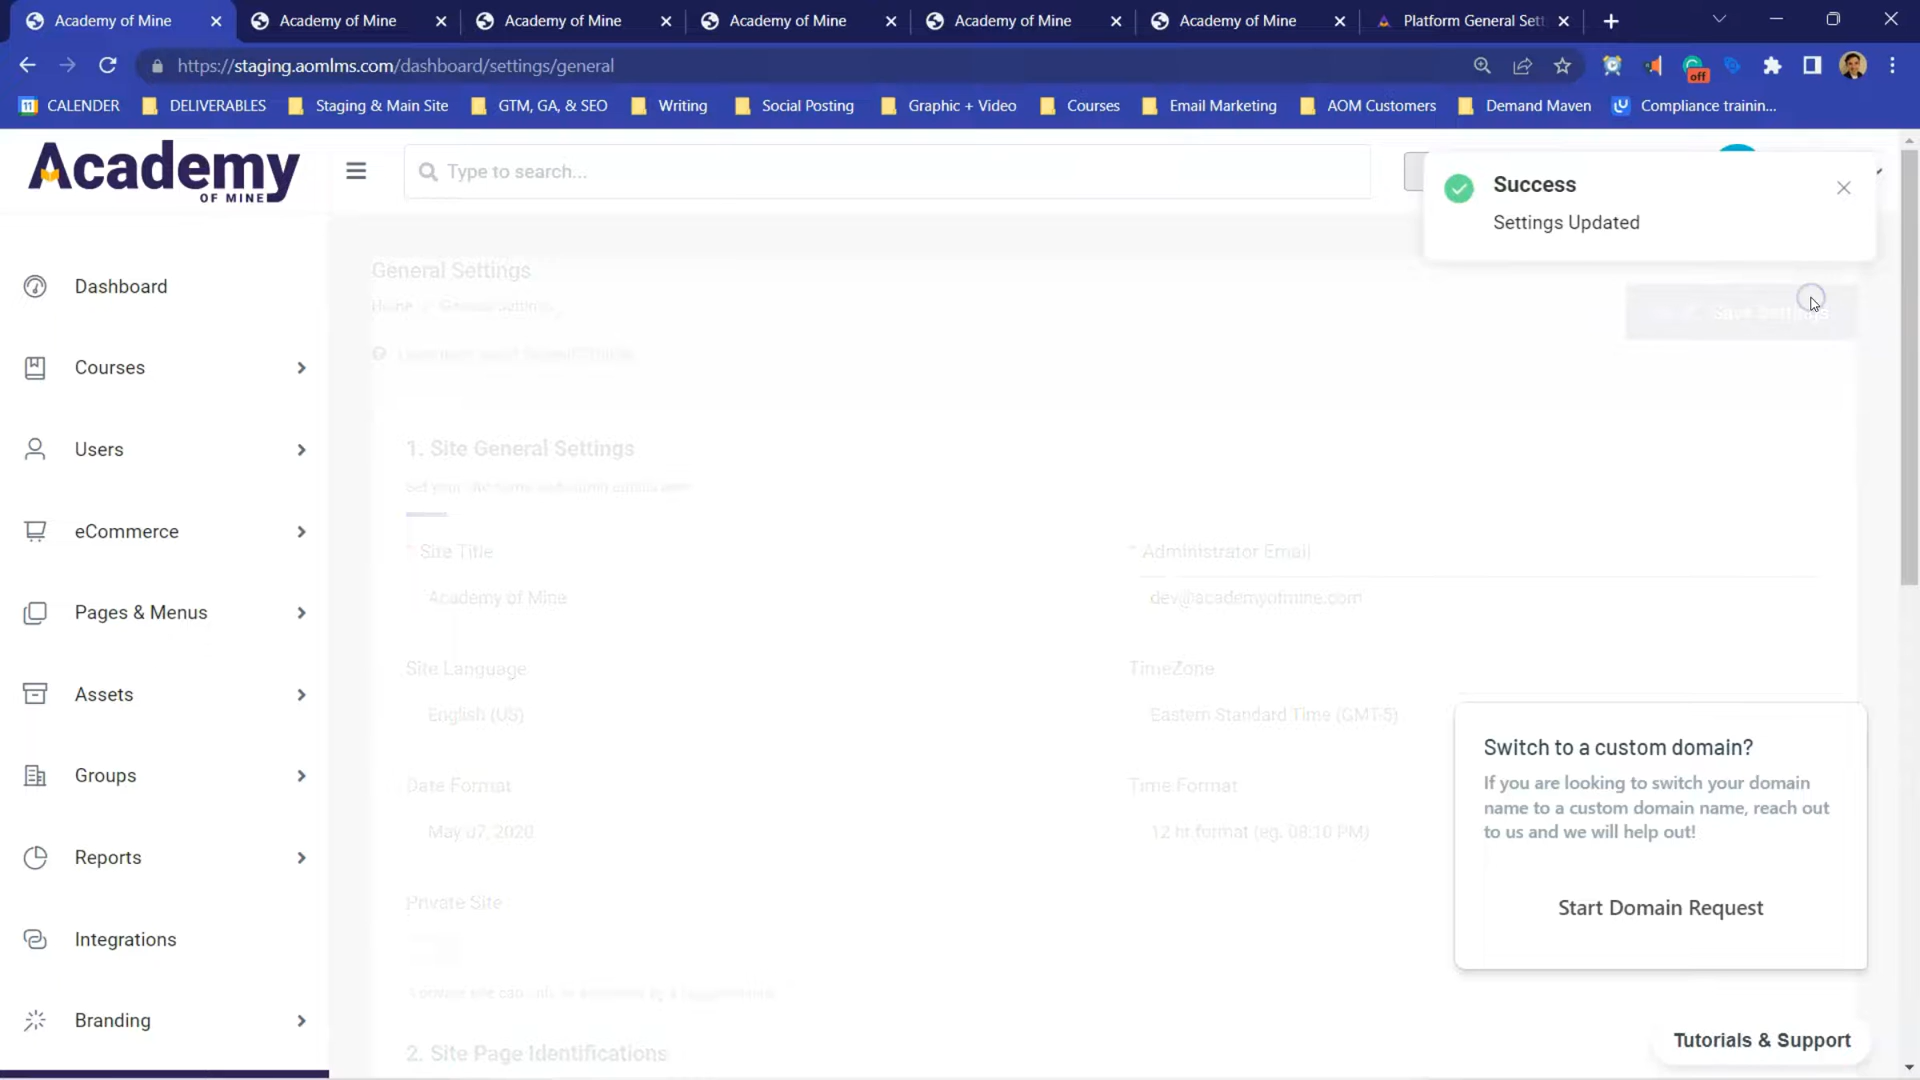 Academy of Mine
Academy of Mine
Academy of Mine
Academy of Mine
Academy of Mine
Academy of Mine
Platform General Sett
https://staging.aomlms.com/dashboard/settings/general
off
11 CALENDER
DELIVERABLES
Staging & Main Site
GTM, GA, & SEO
Writing
Social Posting
Graphic + Video
Courses
Email Marketing
AOM Customers
Demand Maven
Compliance trainin...
Academy
OF MINE
Type to search...
Success
Settings Updated
Dashboard
Courses
Users
eCommerce
Pages & Menus
Assets
Groups
Reports
Integrations
Branding
General Settings
Home / General Settings
Save Settings
1. Site General Settings
* Site Title
Academy of Mine
* Administrator Email
dev@academyofmine.com
Site Language
English (US)
TimeZone
Eastern Standard Time (GMT-5)
Date Format
May 07, 2020
Time Format
12 hr format (eg. 08:10 PM)
Private Site
2. Site Page Identifications
Switch to a custom domain?
If you are looking to switch your domain
name to a custom domain name, reach out
to us and we will help out!
Start Domain Request
Tutorials & Support